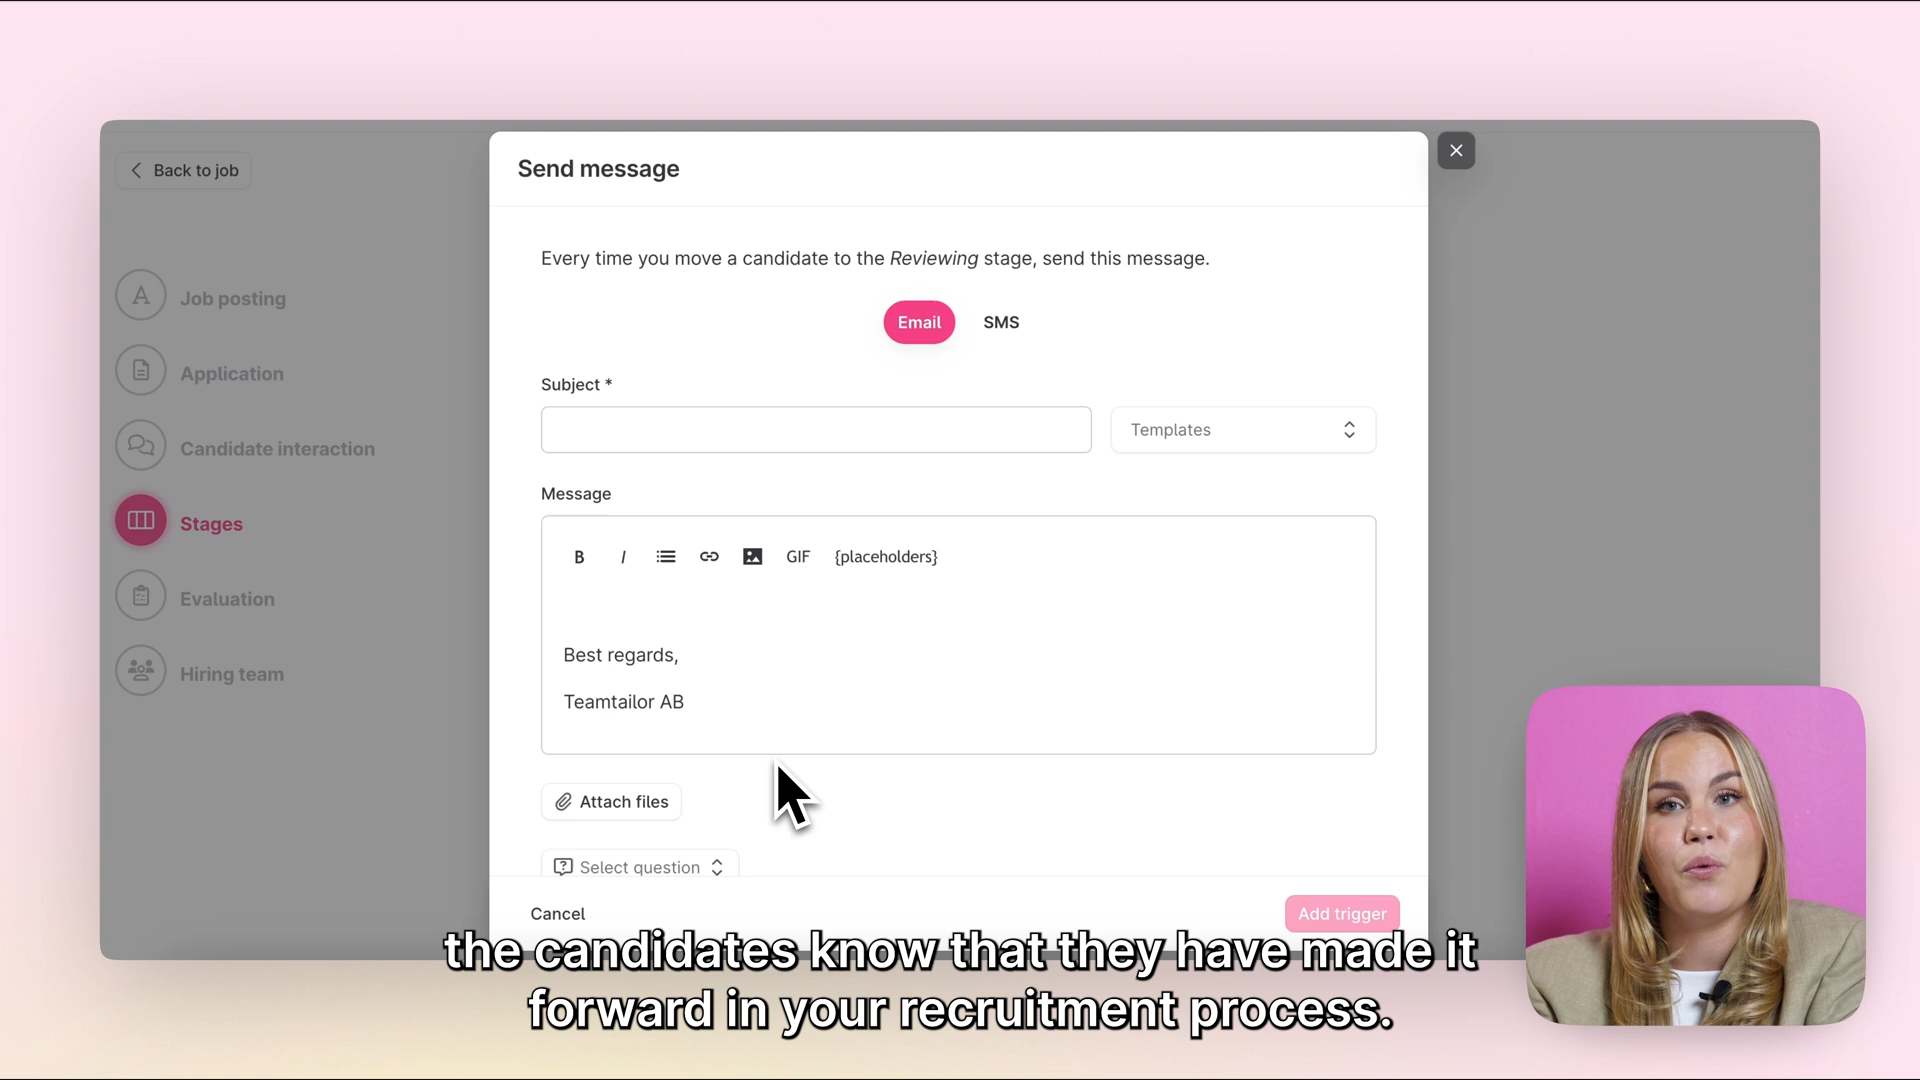 Back to job
Send message
Every time you move a candidate to the Reviewing stage, send this message.
Email
SMS
Job posting
Application
Candidate interaction
Stages
Evaluation
Hiring team
Subject *
Templates
Message
B I GIF {placeholders}
Best regards,
Teamtailor AB
Attach files
Select question
Cancel
Add trigger
the candidates know that they have made it
forward in your recruitment process.